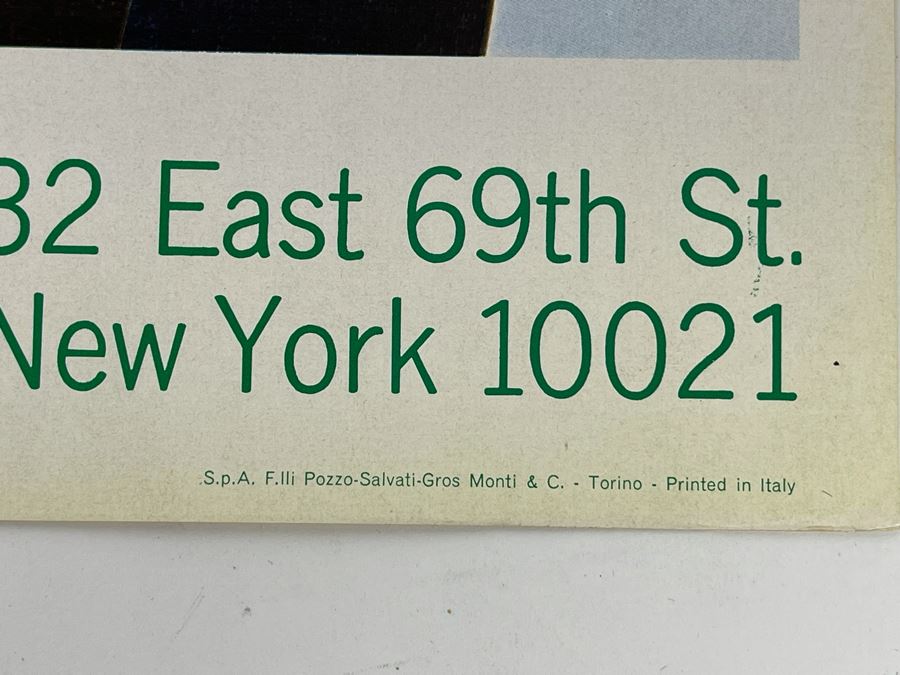 32 East 69th St.
New York 10021
S.p.A. F.lli Pozzo-Salvati-Gros Monti & C. - Torino - Printed in Italy